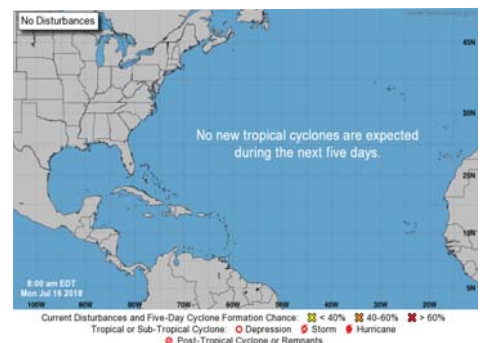 No Disturbances
45N
35N
No new tropical cyclones are expected
during the next five days.
25N
15N
5N
8:00 am EDT
Mon Jul 16 2018
100W 90W 80W 70W 60W 50W 40W 30W 20W
Current Disturbances and Five-Day Cyclone Formation Chance: < 40% 40-60% > 60%
Tropical or Sub-Tropical Cyclone: Depression Storm Hurricane
Post-Tropical Cyclone or Remnants